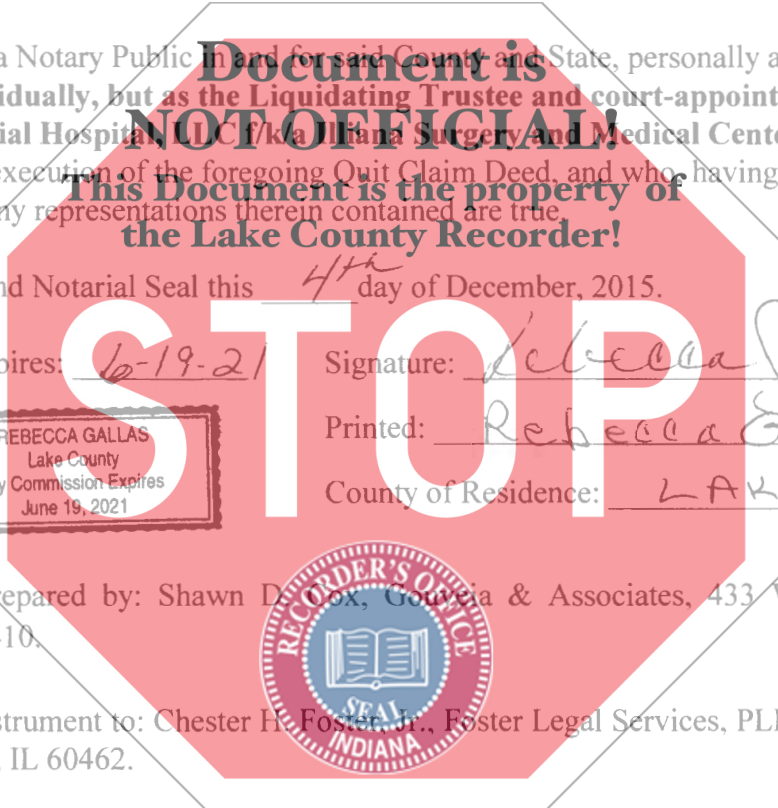 a Notary Public in and for said County and State, personally a
Document is
idually, but as the Liquidating Trustee and court-appoint
NOT OFFICIAL!
ial Hospital, LLC f/k/a Illiana Surgery and Medical Cent
execution of the foregoing Quit Claim Deed, and who, having
This Document is the property of
ny representations therein contained are true.
the Lake County Recorder!
nd Notarial Seal this 4th day of December, 2015.
STOP
pires: 6-19-21 Signature: Rebecca
REBECCA GALLAS
Lake County
y Commission Expires
June 19, 2021
Printed: Rebecca
County of Residence: LAK
repared by: Shawn D. Cox, Gouveia & Associates, 433
10.
RECORDER'S OFFICE
SEAL
INDIANA
strument to: Chester H. Foster, Jr., Foster Legal Services, PL
, IL 60462.